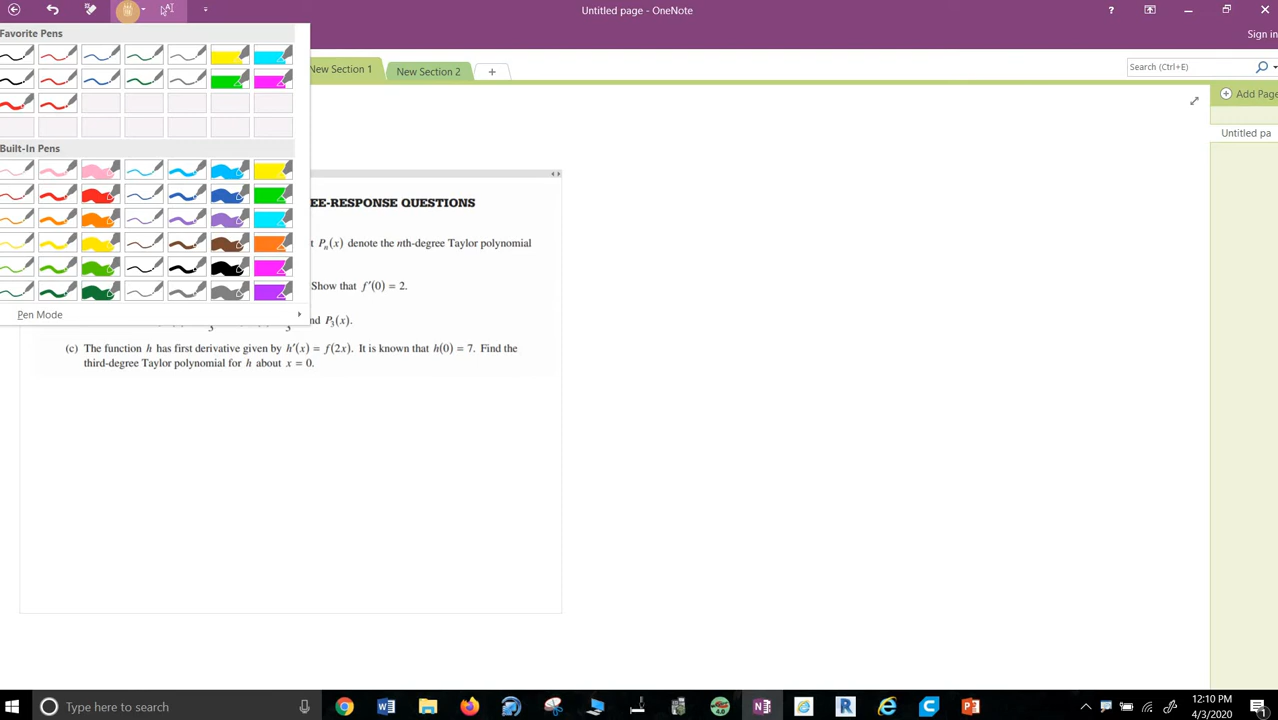 Untitled page - OneNote
?
Sign in
Favorite Pens
New Section 1
New Section 2
Search (Ctrl+E)
Add Page
Untitled pa
Built-In Pens
EE-RESPONSE QUESTIONS
t Pₙ(x) denote the nth-degree Taylor polynomial
Show that f′(0) = 2.
Pen Mode
nd P₃(x).
(c) The function h has first derivative given by h′(x) = f(2x). It is known that h(0) = 7. Find the
third-degree Taylor polynomial for h about x = 0.
Type here to search
12:10 PM
4/3/2020